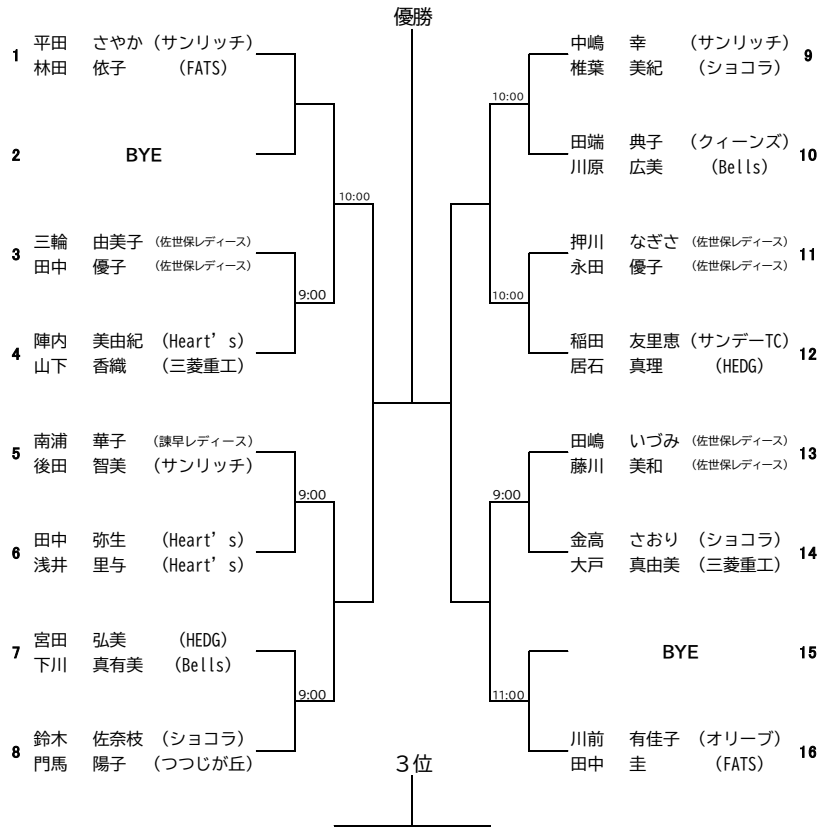 優勝
1 平田 さやか (サンリッチ)
林田 依子 (FATS)
2 BYE
10:00
3 三輪 由美子 (佐世保レディース)
田中 優子 (佐世保レディース)
9:00
4 陣内 美由紀 (Heart's)
山下 香織 (三菱重工)
5 南浦 華子 (諫早レディース)
後田 智美 (サンリッチ)
9:00
6 田中 弥生 (Heart's)
浅井 里与 (Heart's)
7 宮田 弘美 (HEDG)
下川 真有美 (Bells)
9:00
8 鈴木 佐奈枝 (ショコラ)
門馬 陽子 (つつじが丘)
中嶋 幸 (サンリッチ) 9
椎葉 美紀 (ショコラ)
10:00
田端 典子 (クィーンズ) 10
川原 広美 (Bells)
押川 なぎさ (佐世保レディース) 11
永田 優子 (佐世保レディース)
10:00
稲田 友里恵 (サンデーTC) 12
居石 真理 (HEDG)
田嶋 いづみ (佐世保レディース) 13
藤川 美和 (佐世保レディース)
9:00
金高 さおり (ショコラ) 14
大戸 真由美 (三菱重工)
BYE 15
11:00
川前 有佳子 (オリーブ) 16
田中 圭 (FATS)
3位